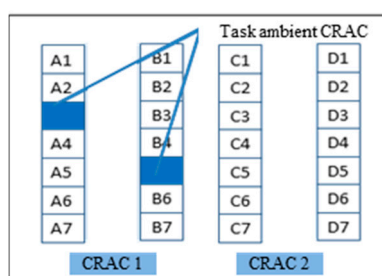 Task ambient CRAC
A1 B1 C1 D1
A2 B2 C2 D2
B3 C3 D3
A4 B4 C4 D4
A5 C5 D5
A6 B6 C6 D6
A7 B7 C7 D7
CRAC 1 CRAC 2